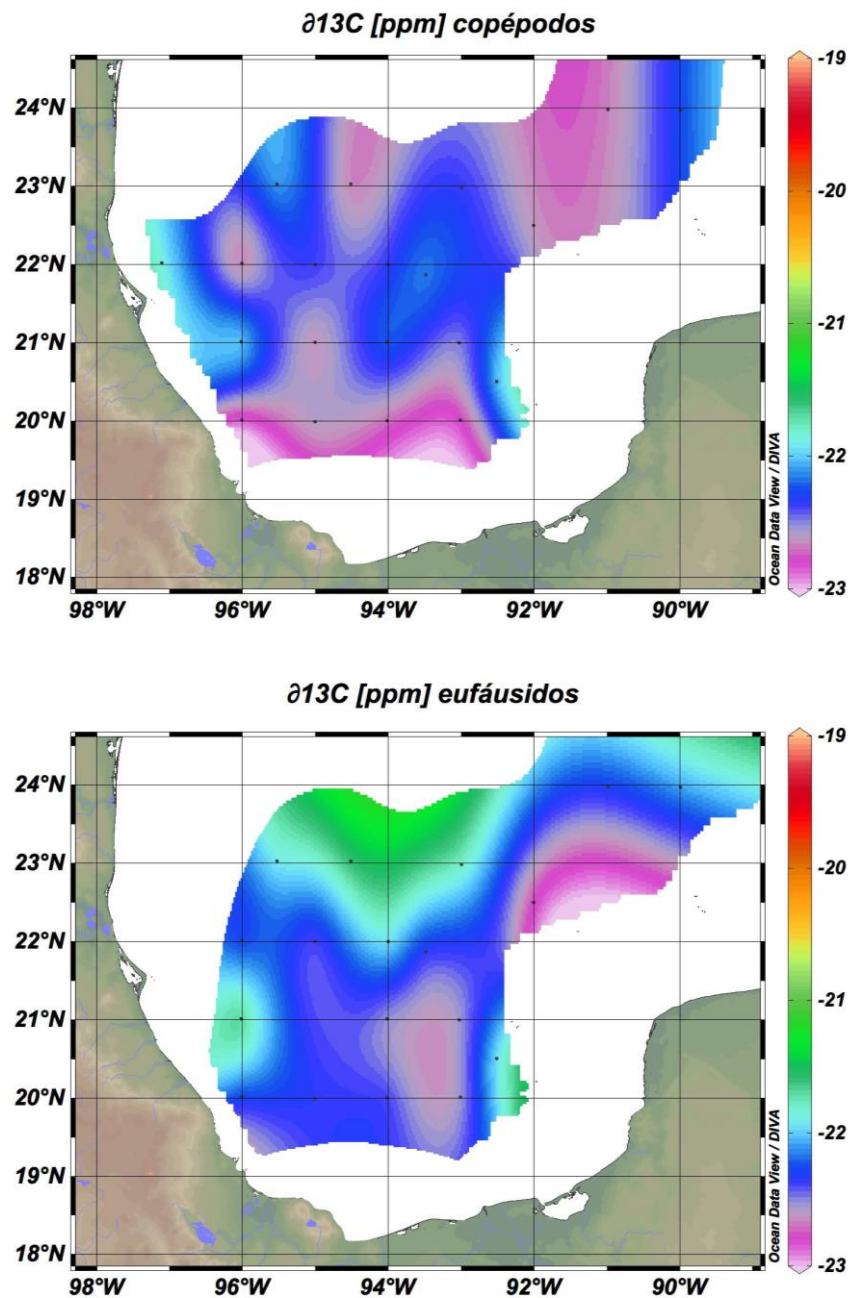 ∂13C [ppm] copépodos
24°N
23°N
22°N
21°N
20°N
19°N
18°N
98°W 96°W 94°W 92°W 90°W
-19
-20
-21
-22
-23
Ocean Data View / DIVA
∂13C [ppm] eufáusidos
24°N
23°N
22°N
21°N
20°N
19°N
18°N
98°W 96°W 94°W 92°W 90°W
-19
-20
-21
-22
-23
Ocean Data View / DIVA